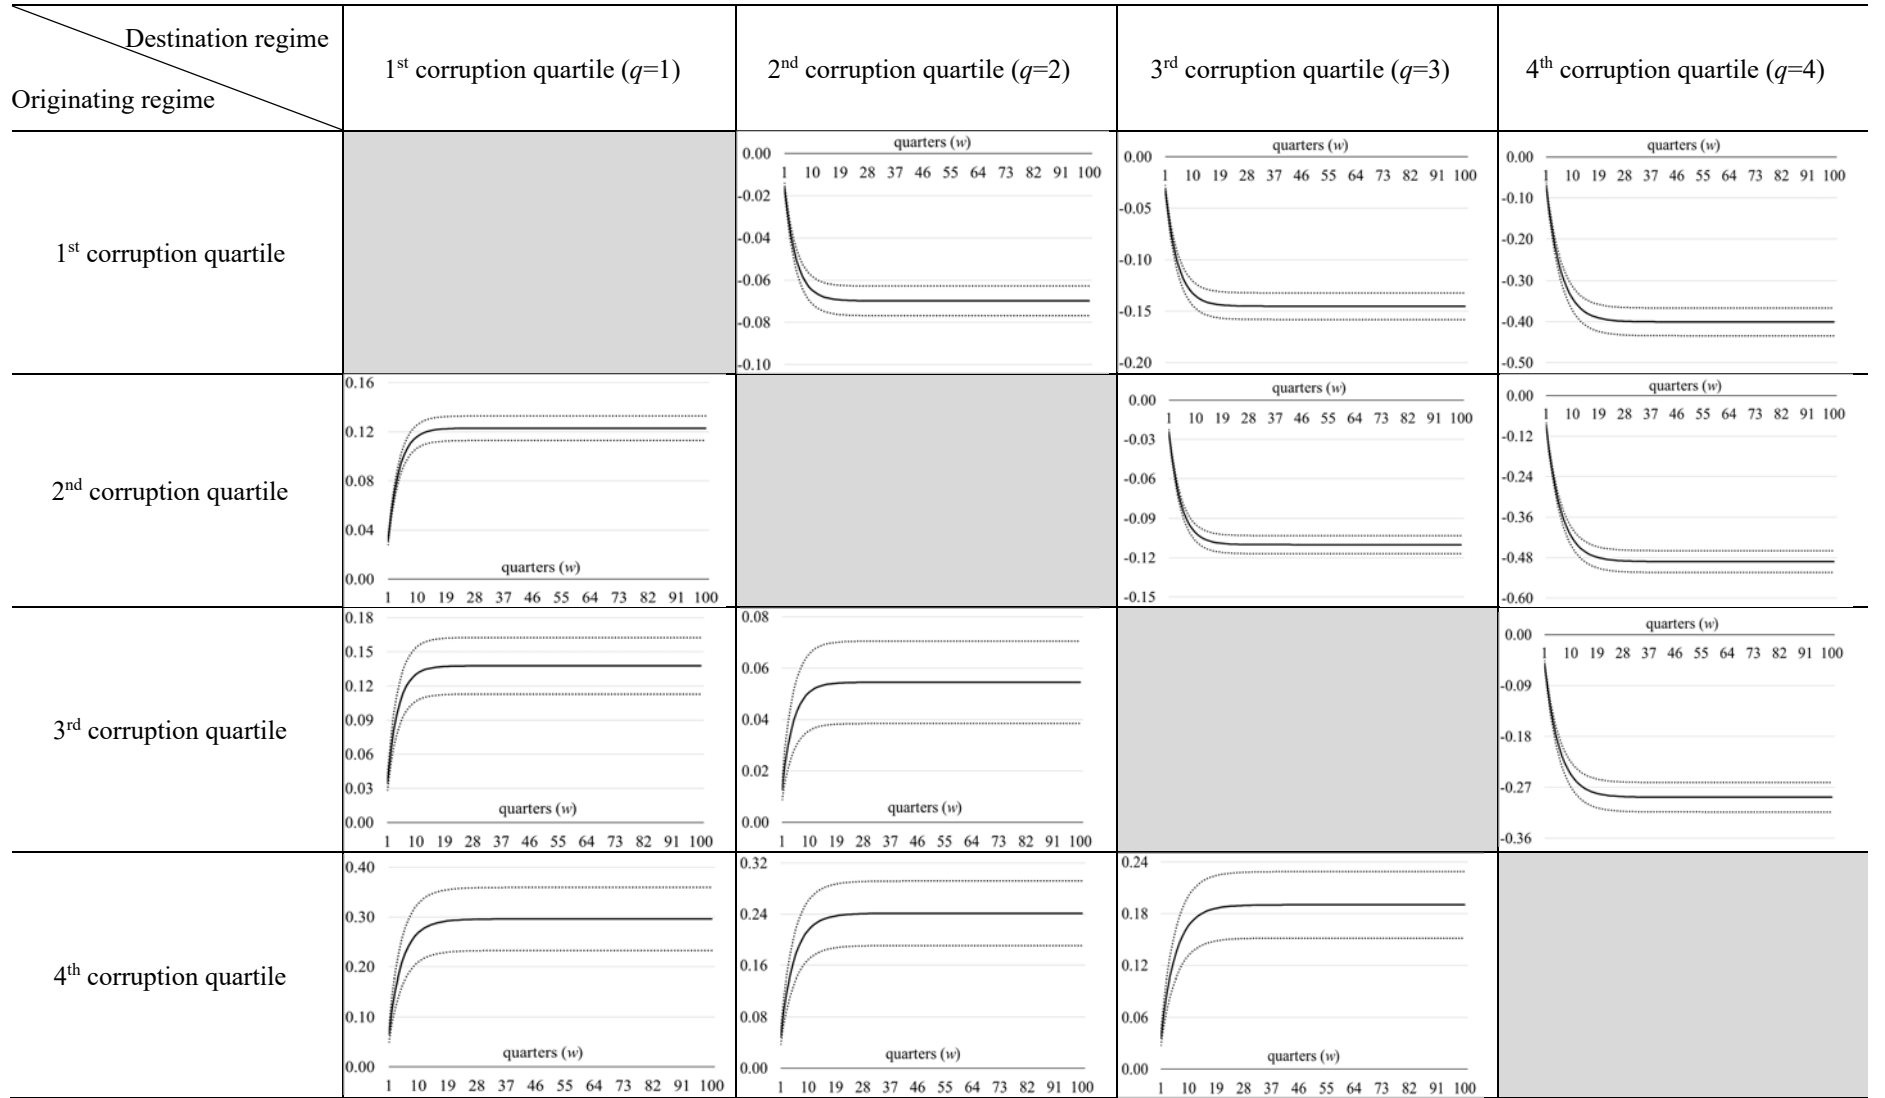 Destination regime
Originating regime
1st corruption quartile (q=1)
2nd corruption quartile (q=2)
3rd corruption quartile (q=3)
4th corruption quartile (q=4)
1st corruption quartile
quarters (w)
0.00
1 10 19 28 37 46 55 64 73 82 91 100
-0.02
-0.04
-0.06
-0.08
-0.10
quarters (w)
0.00
1 10 19 28 37 46 55 64 73 82 91 100
-0.05
-0.10
-0.15
-0.20
quarters (w)
0.00
1 10 19 28 37 46 55 64 73 82 91 100
-0.10
-0.20
-0.30
-0.40
-0.50
2nd corruption quartile
0.16
0.12
0.08
0.04
quarters (w)
0.00
1 10 19 28 37 46 55 64 73 82 91 100
quarters (w)
0.00
1 10 19 28 37 46 55 64 73 82 91 100
-0.03
-0.06
-0.09
-0.12
-0.15
quarters (w)
0.00
1 10 19 28 37 46 55 64 73 82 91 100
-0.12
-0.24
-0.36
-0.48
-0.60
3rd corruption quartile
0.18
0.15
0.12
0.09
0.06
0.03
quarters (w)
0.00
1 10 19 28 37 46 55 64 73 82 91 100
0.08
0.06
0.04
0.02
quarters (w)
0.00
1 10 19 28 37 46 55 64 73 82 91 100
quarters (w)
0.00
1 10 19 28 37 46 55 64 73 82 91 100
-0.09
-0.18
-0.27
-0.36
4th corruption quartile
0.40
0.30
0.20
0.10
quarters (w)
0.00
1 10 19 28 37 46 55 64 73 82 91 100
0.32
0.24
0.16
0.08
quarters (w)
0.00
1 10 19 28 37 46 55 64 73 82 91 100
0.24
0.18
0.12
0.06
quarters (w)
0.00
1 10 19 28 37 46 55 64 73 82 91 100